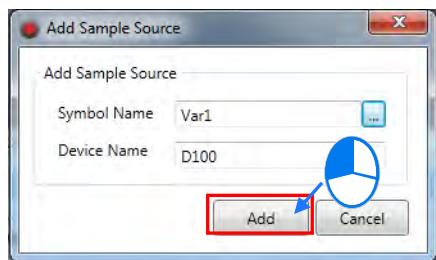 Add Sample Source
Add Sample Source
Symbol Name Var1 ...
Device Name D100
Add Cancel